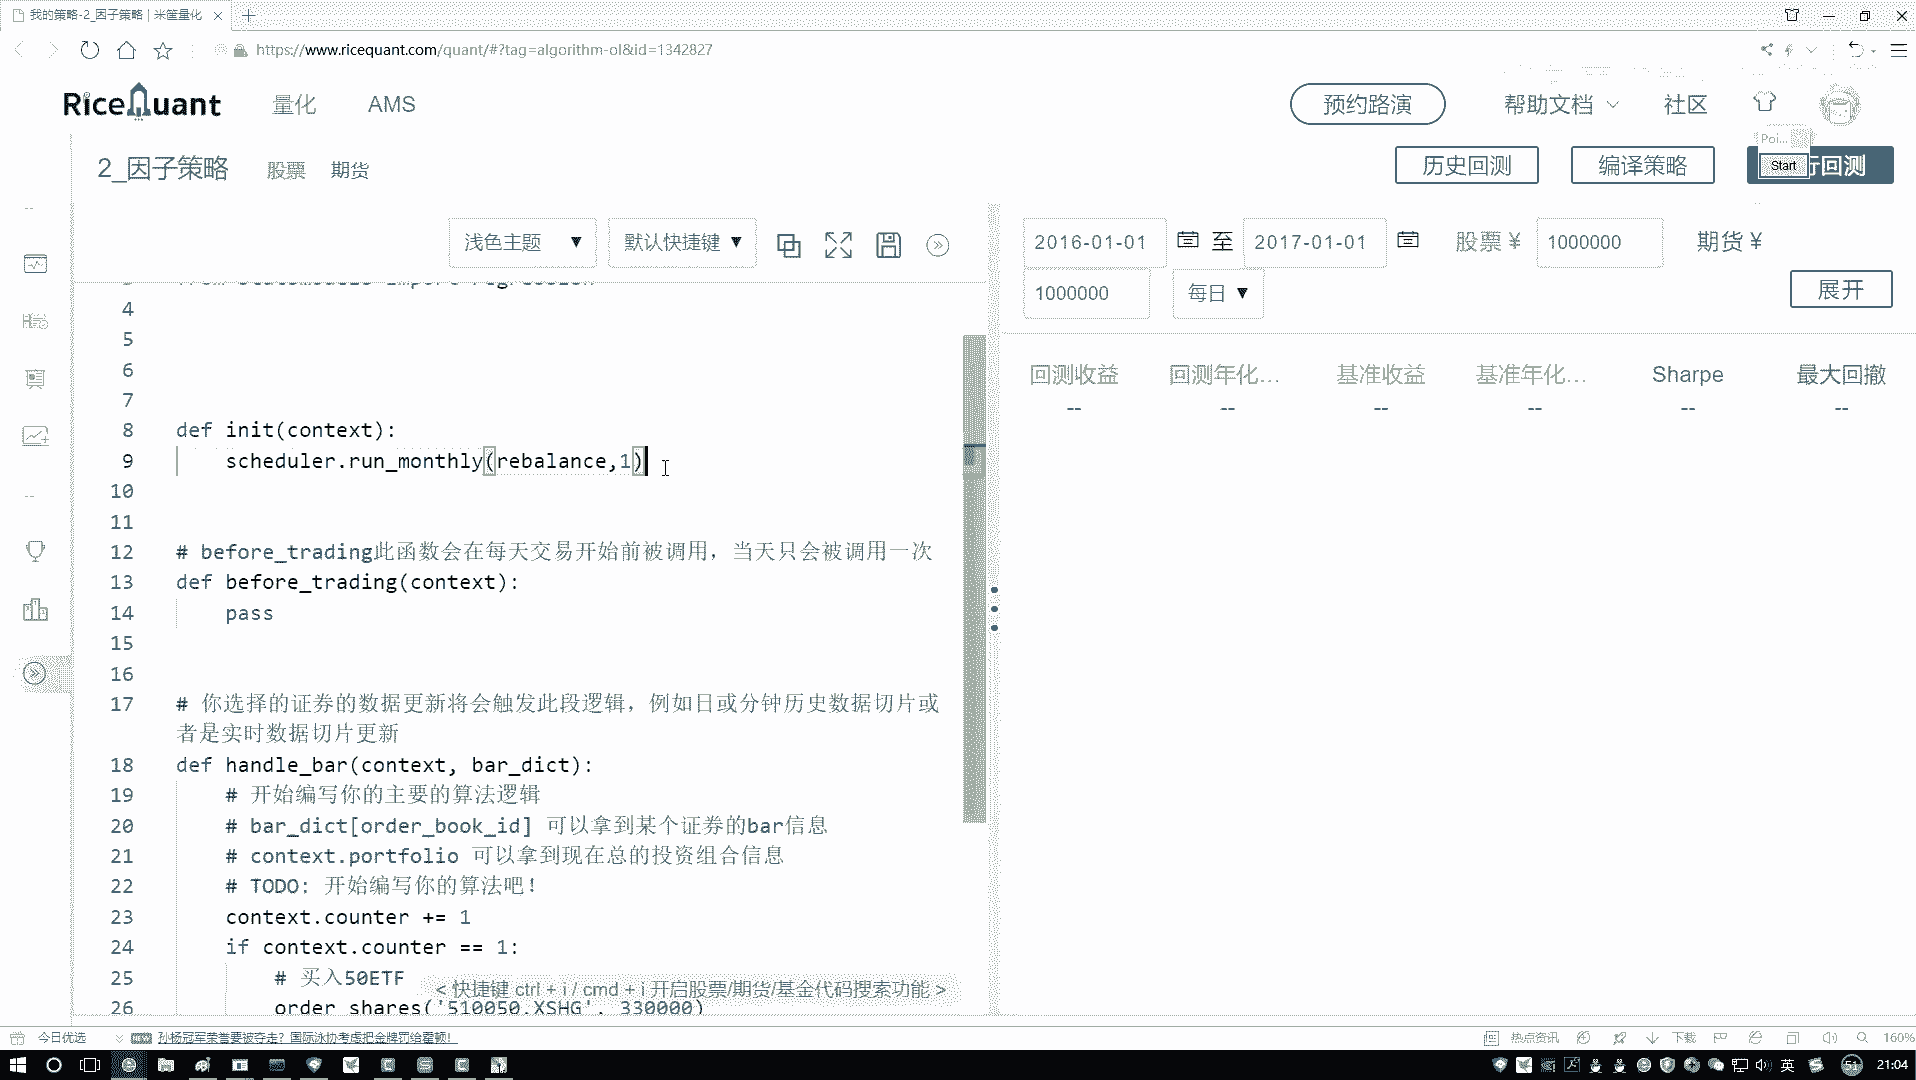 我的策略-2_因子策略 | 米筐量化
https://www.ricequant.com/quant/#?tag=algorithm-ol&id=1342827
RiceQuant 量化 AMS 预约路演 帮助文档 社区
Poi...
2_因子策略 股票 期货 历史回测 编译策略 Start 行回测
浅色主题 ▼ 默认快捷键 ▼
2016-01-01 至 2017-01-01 股票 ¥ 1000000 期货 ¥
1000000 每日 ▼ 展开
回测收益 回测年化... 基准收益 基准年化... Sharpe 最大回撤
-- -- -- -- -- --
4
5
6
7
8 def init(context):
9 scheduler.run_monthly(rebalance,1)
10
11
12 # before_trading此函数会在每天交易开始前被调用，当天只会被调用一次
13 def before_trading(context):
14 pass
15
16
17 # 你选择的证券的数据更新将会触发此段逻辑，例如日或分钟历史数据切片或
者是实时数据切片更新
18 def handle_bar(context, bar_dict):
19 # 开始编写你的主要的算法逻辑
20 # bar_dict[order_book_id] 可以拿到某个证券的bar信息
21 # context.portfolio 可以拿到现在总的投资组合信息
22 # TODO: 开始编写你的算法吧！
23 context.counter += 1
24 if context.counter == 1:
25 # 买入50ETF
< 快捷键 ctrl + i / cmd + i 开启股票/期货/基金代码搜索功能 >
26 order_shares('510050.XSHG', 330000)
今日优选 孙杨冠军荣誉要被夺走？国际泳协考虑把金牌罚给霍顿！ 热点资讯 下载 160%
英 51 21:04